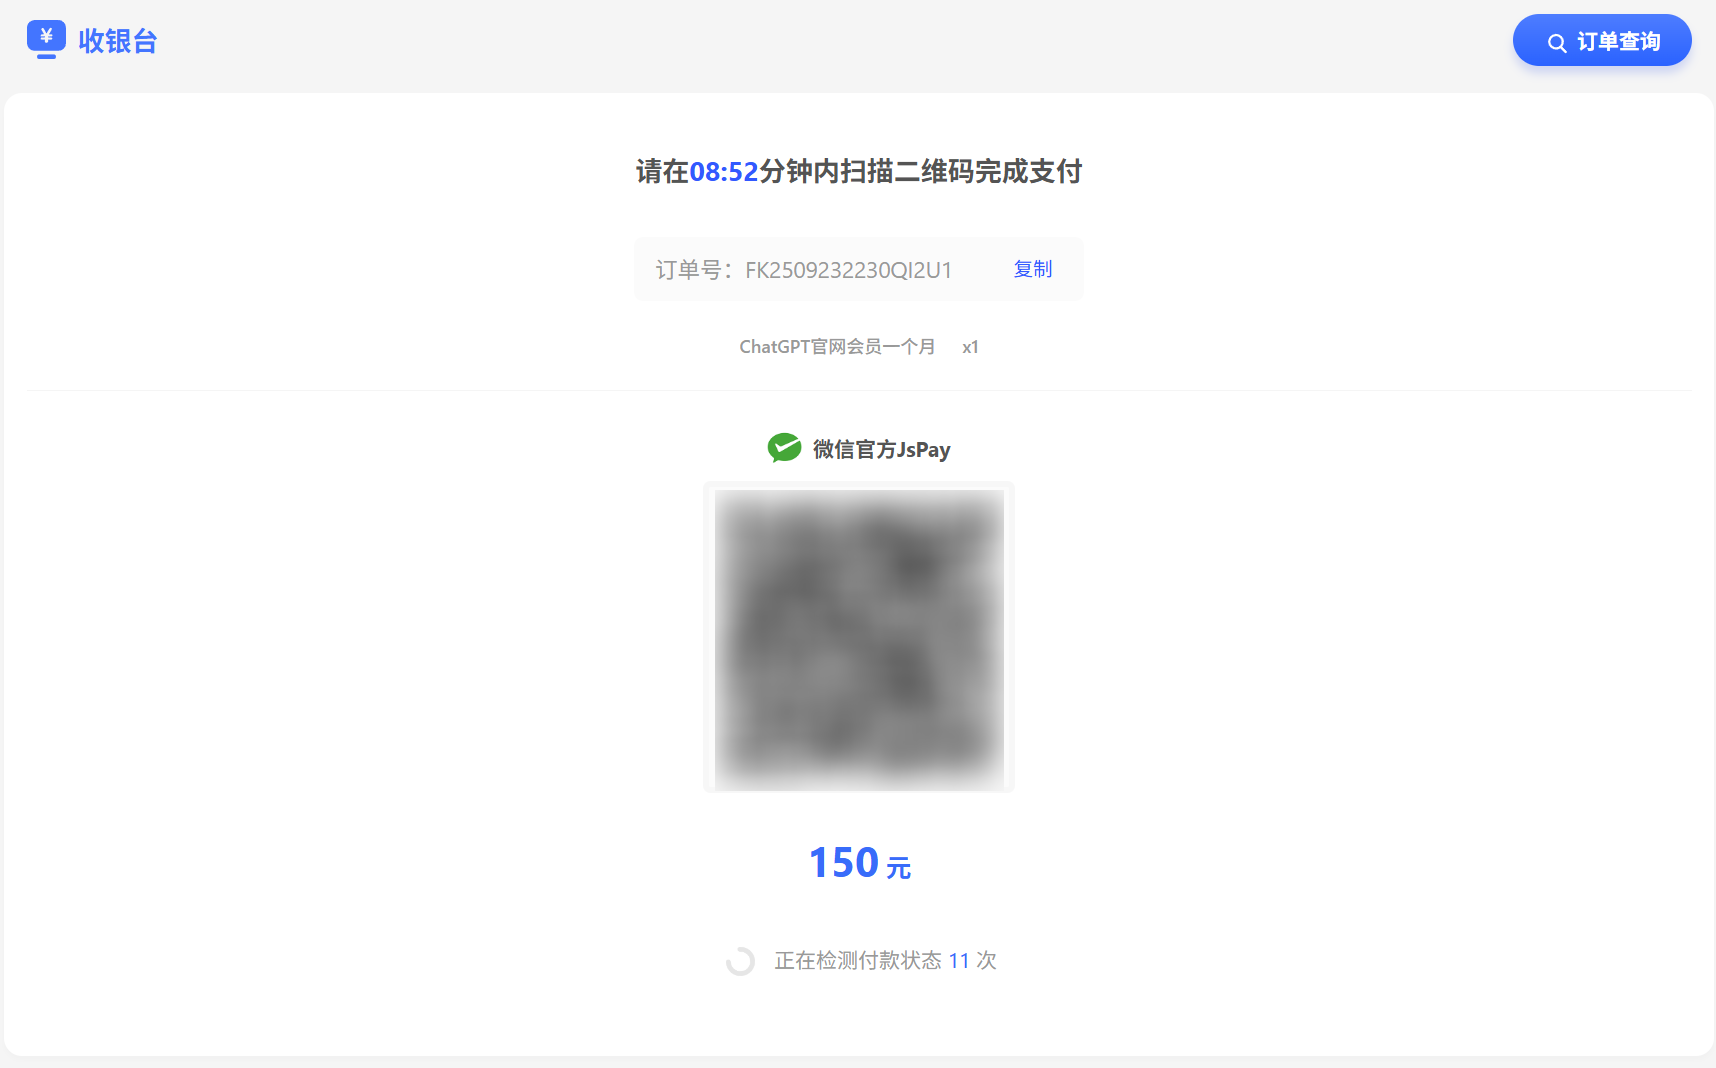 ¥ 收银台
订单查询
请在08:52分钟内扫描二维码完成支付
订单号：FK2509232230QI2U1 复制
ChatGPT官网会员一个月 x1
微信官方JsPay
150 元
正在检测付款状态 11 次